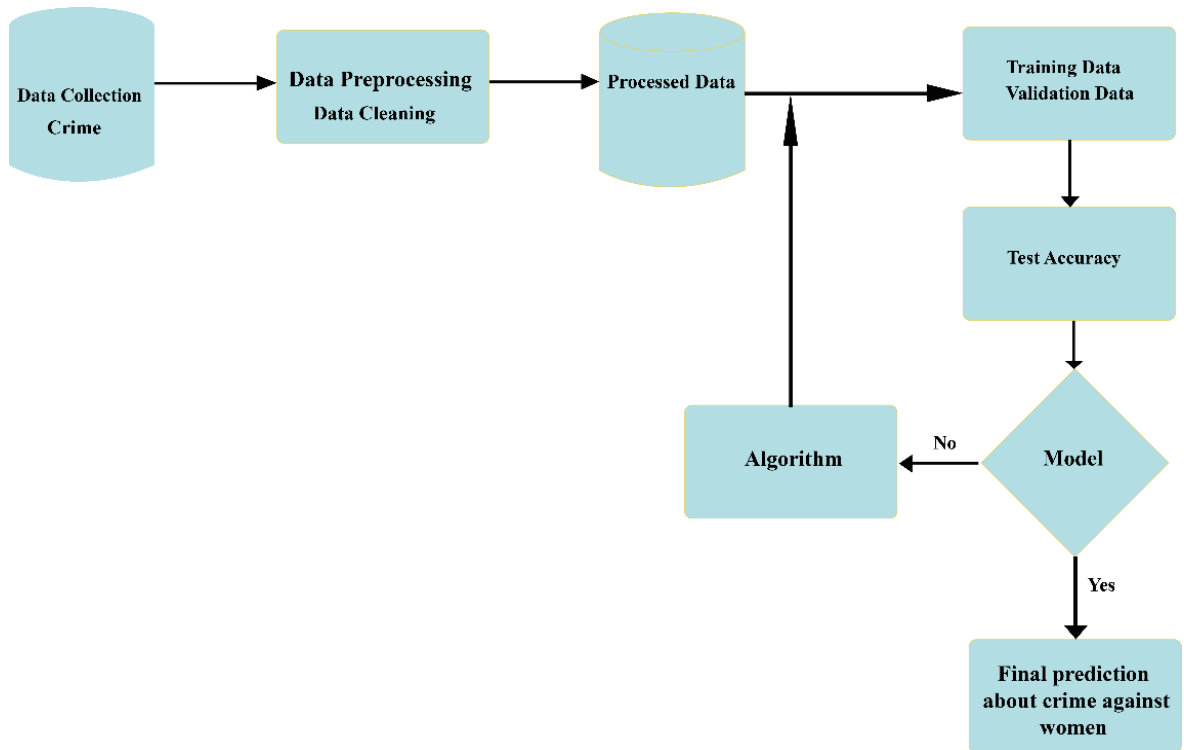 Data Collection
Crime
Data Preprocessing
Data Cleaning
Processed Data
Training Data
Validation Data
Test Accuracy
Model
No
Algorithm
Yes
Final prediction
about crime against
women